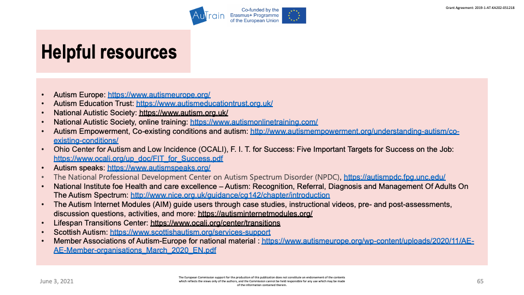 AuTrain
Co-funded by the
Erasmus+ Programme
of the European Union
Grant Agreement: 2019-1-AT-KA202-051218
Helpful resources
• Autism Europe: https://www.autismeurope.org/
• Autism Education Trust: https://www.autismeducationtrust.org.uk/
• National Autistic Society: https://www.autism.org.uk/
• National Autistic Society, online training: https://www.autismonlinetraining.com/
• Autism Empowerment, Co-existing conditions and autism: http://www.autismempowerment.org/understanding-autism/co-
existing-conditions/
• Ohio Center for Autism and Low Incidence (OCALI), F. I. T. for Success: Five Important Targets for Success on the Job:
https://www.ocali.org/up_doc/FIT_for_Success.pdf
• Autism speaks: https://www.autismspeaks.org/
• The National Professional Development Center on Autism Spectrum Disorder (NPDC), https://autismpdc.fpg.unc.edu/
• National Institute foe Health and care excellence – Autism: Recognition, Referral, Diagnosis and Management Of Adults On
The Autism Spectrum: http://www.nice.org.uk/guidance/cg142/chapter/introduction
• The Autism Internet Modules (AIM) guide users through case studies, instructional videos, pre- and post-assessments,
discussion questions, activities, and more: https://autisminternetmodules.org/
• Lifespan Transitions Center: https://www.ocali.org/center/transitions
• Scottish Autism: https://www.scottishautism.org/services-support
• Member Associations of Autism-Europe for national material : https://www.autismeurope.org/wp-content/uploads/2020/11/AE-
AE-Member-organisations_March_2020_EN.pdf
June 3, 2021
The European Commission support for the production of this publication does not constitute an endorsement of the contents
which reflects the views only of the authors, and the Commission cannot be held responsible for any use which may be made
of the information contained therein.
65